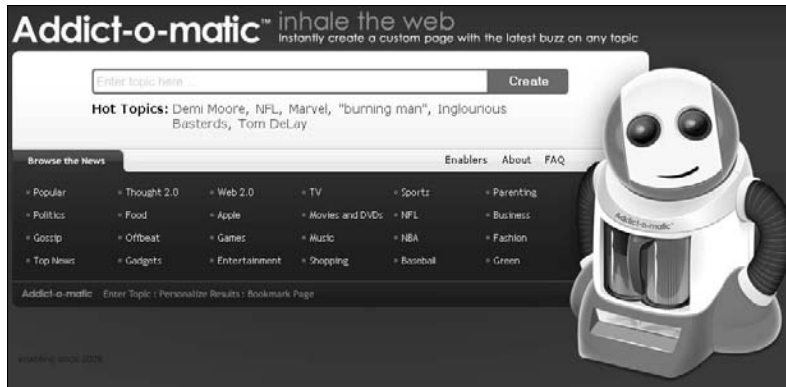 Addict-o-matic™ inhale the web
Instantly create a custom page with the latest buzz on any topic
Enter topic here ...
Create
Hot Topics: Demi Moore, NFL, Marvel, "burning man", Inglourious
Basterds, Tom DeLay
Browse the News
Enablers About FAQ
Popular Thought 2.0 Web 2.0 TV Sports Parenting
Politics Food Apple Movies and DVDs NFL Business
Gossip Offbeat Games Music NBA Fashion
Top News Gadgets Entertainment Shopping Baseball Green
Addict-o-matic™
Addict-o-matic Enter Topic : Personalize Results : Bookmark Page
enabling since 2008